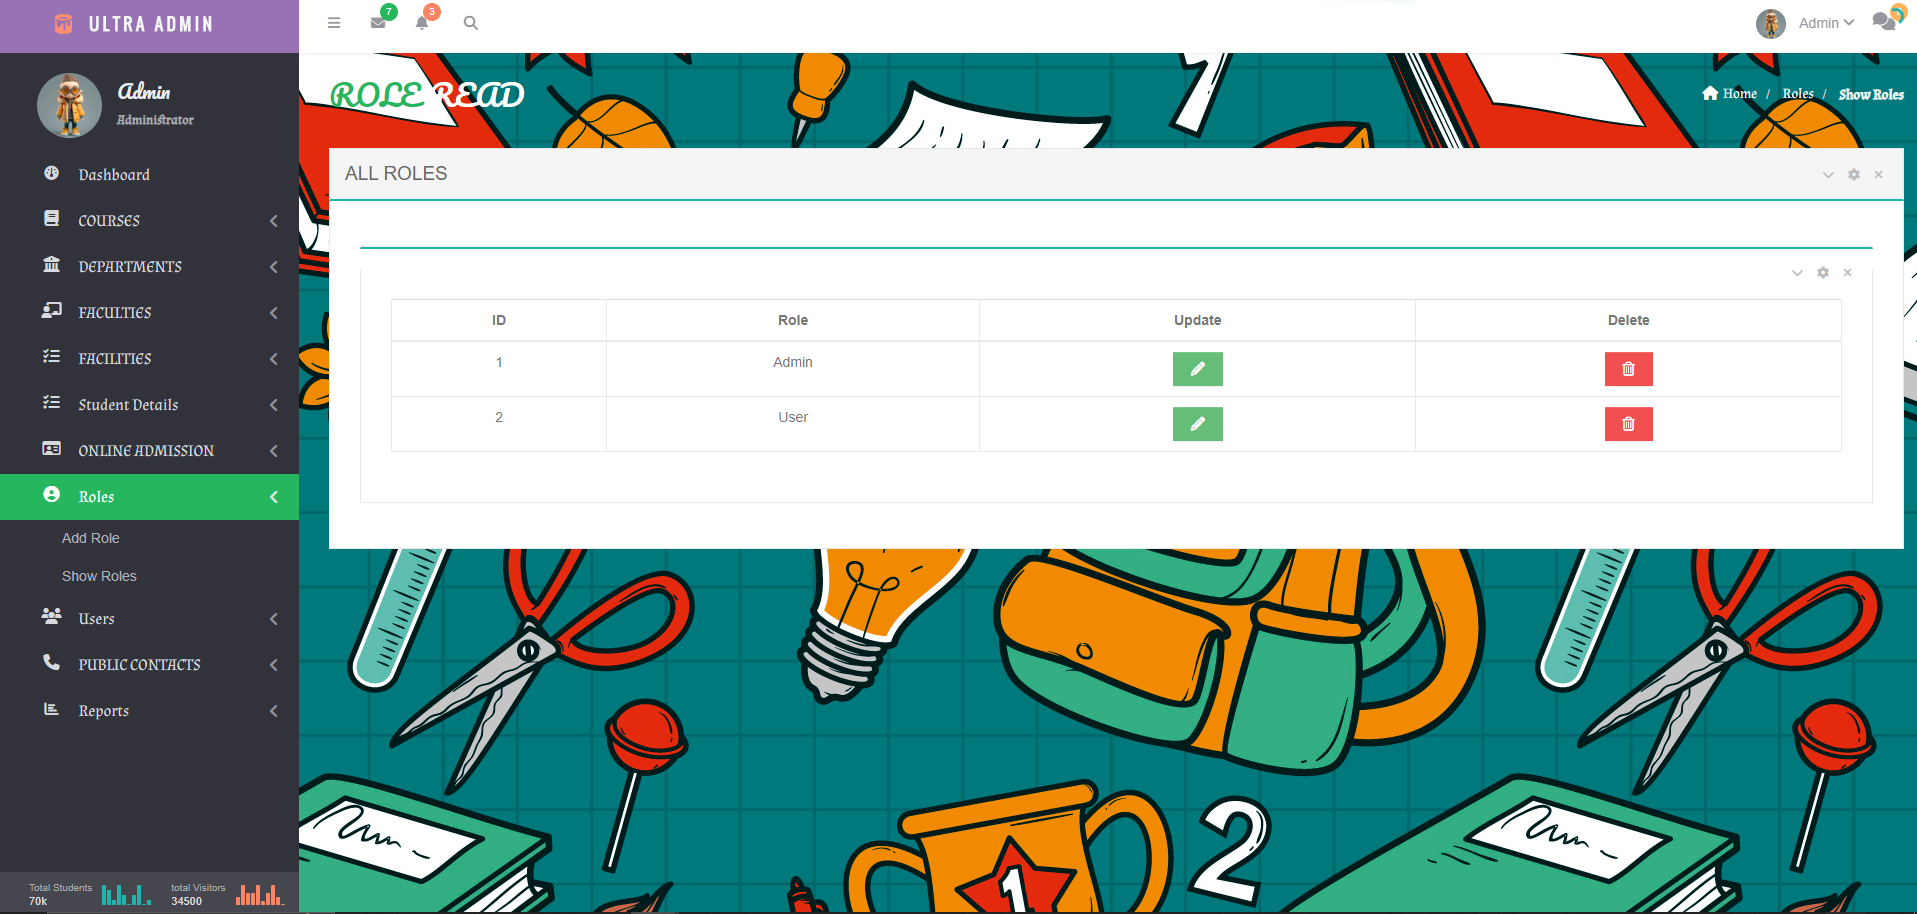 ULTRA ADMIN
7
3
Admin
Admin
Administrator
ROLE READ
Home / Roles / Show Roles
Dashboard
COURSES
DEPARTMENTS
FACULTIES
FACILITIES
Student Details
ONLINE ADMISSION
Roles
Add Role
Show Roles
Users
PUBLIC CONTACTS
Reports
Total Students
70k
total Visitors
34500
ALL ROLES
ID Role Update Delete
1 Admin
2 User
1
2
1